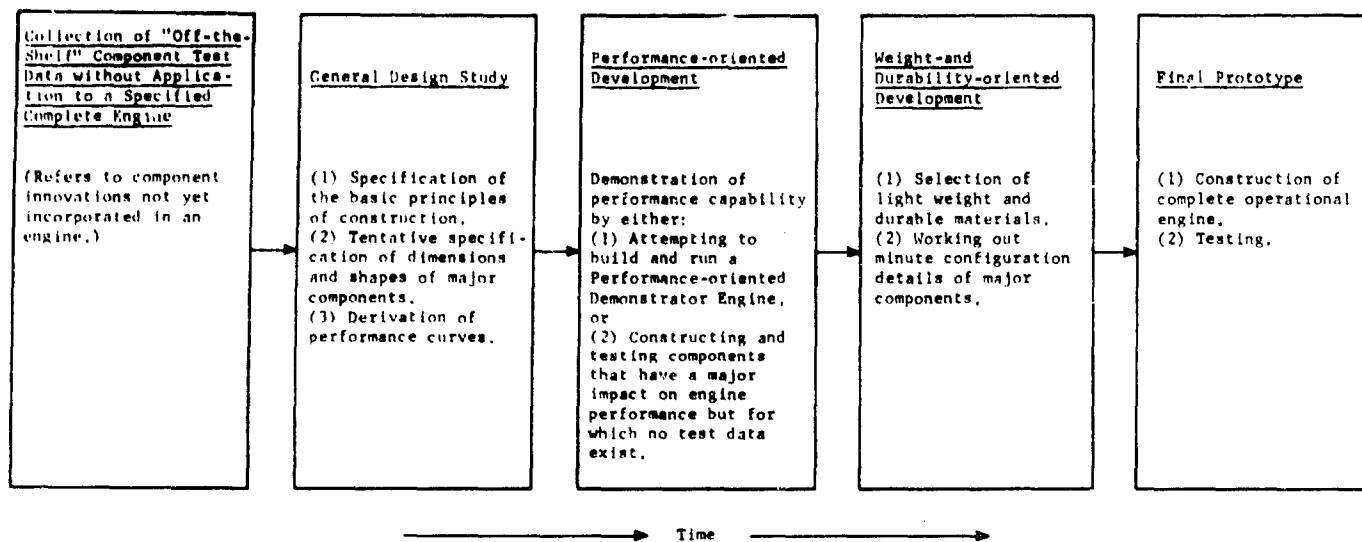 Collection of "Off-the-
Shelf" Component Test
Data without Applica-
tion to a Specified
Complete Engine
(Refers to component
innovations not yet
incorporated in an
engine.)
General Design Study
(1) Specification of
the basic principles
of construction.
(2) Tentative specifi-
cation of dimensions
and shapes of major
components.
(3) Derivation of
performance curves.
Performance-oriented
Development
Demonstration of
performance capability
by either:
(1) Attempting to
build and run a
Performance-oriented
Demonstrator Engine,
or
(2) Constructing and
testing components
that have a major
impact on engine
performance but for
which no test data
exist.
Weight-and
Durability-oriented
Development
(1) Selection of
light weight and
durable materials.
(2) Working out
minute configuration
details of major
components.
Final Prototype
(1) Construction of
complete operational
engine.
(2) Testing.
Time